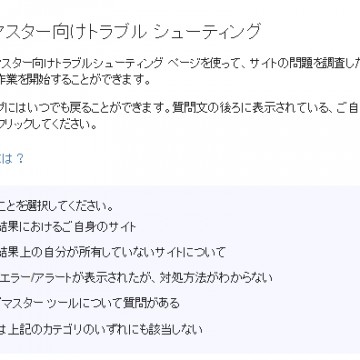 マスター向けトラブル シューティング
マスター向けトラブルシューティング ページを使って、サイトの問題を調査した
作業を開始することができます。
にはいつでも戻ることができます。質問文の後ろに表示されている、ご自
クリックしてください。
は ?
ことを選択してください。
結果におけるご自身のサイト
結果上の自分が所有していないサイトについて
エラー/アラートが表示されたが、対処方法がわからない
マスター ツールについて質問がある
は上記のカテゴリのいずれにも該当しない